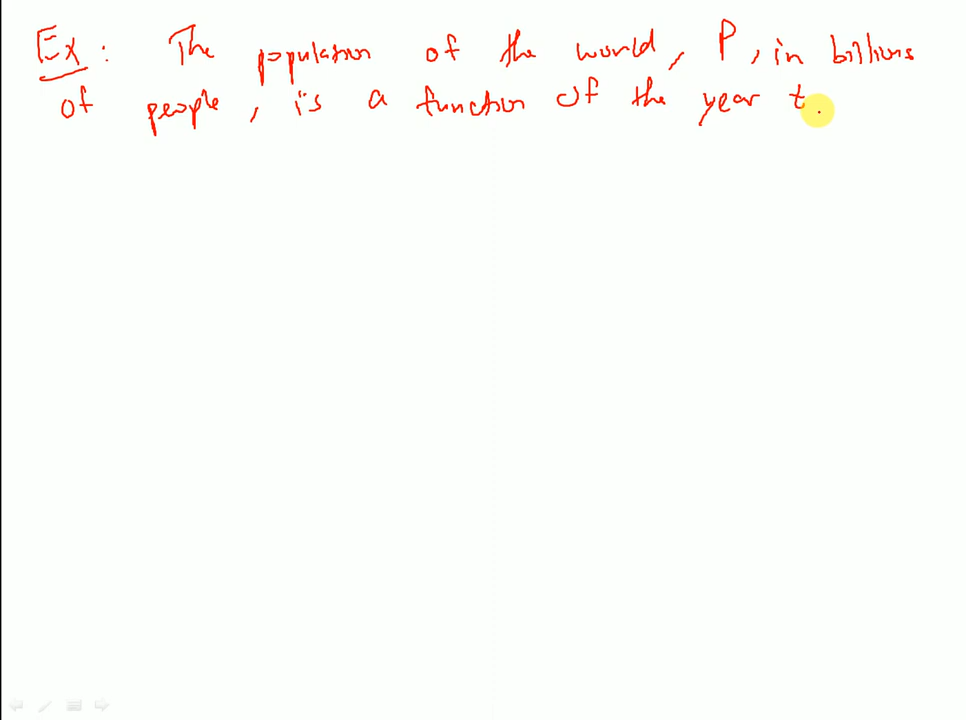 Ex: The population of the world, P, in billions
of people, is a function of the year t.